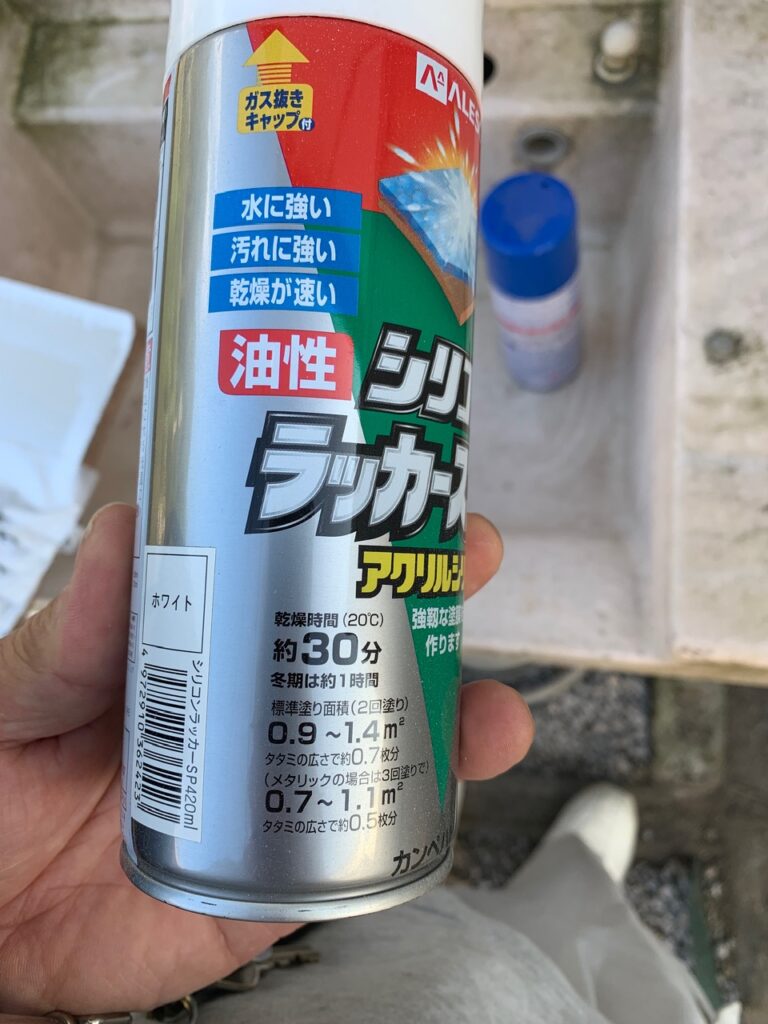 ガス抜き
キャップ付
ALES
水に強い
汚れに強い
乾燥が速い
油性
シリコ
ラッカース
アクリルシリ
強靭な塗膜
作ります
ホワイト
乾燥時間(20℃)
約30分
冬期は約1時間
標準塗り面積(2回塗り)
0.9~1.4m²
タタミの広さで約0.7枚分
(メタリックの場合は3回塗りで)
0.7~1.1m²
タタミの広さで約0.5枚分
カンペハ
シリコンラッカーSP420ml
4972910362423